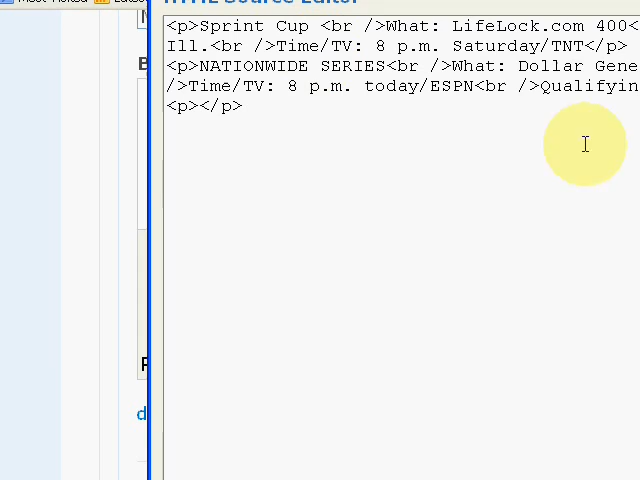 HTML Source Editor
<p>Sprint Cup <br />What: LifeLock.com 400<
Ill.<br />Time/TV: 8 p.m. Saturday/TNT</p>
<p>NATIONWIDE SERIES<br />What: Dollar Gene
/>Time/TV: 8 p.m. today/ESPN<br />Qualifyin
<p></p>